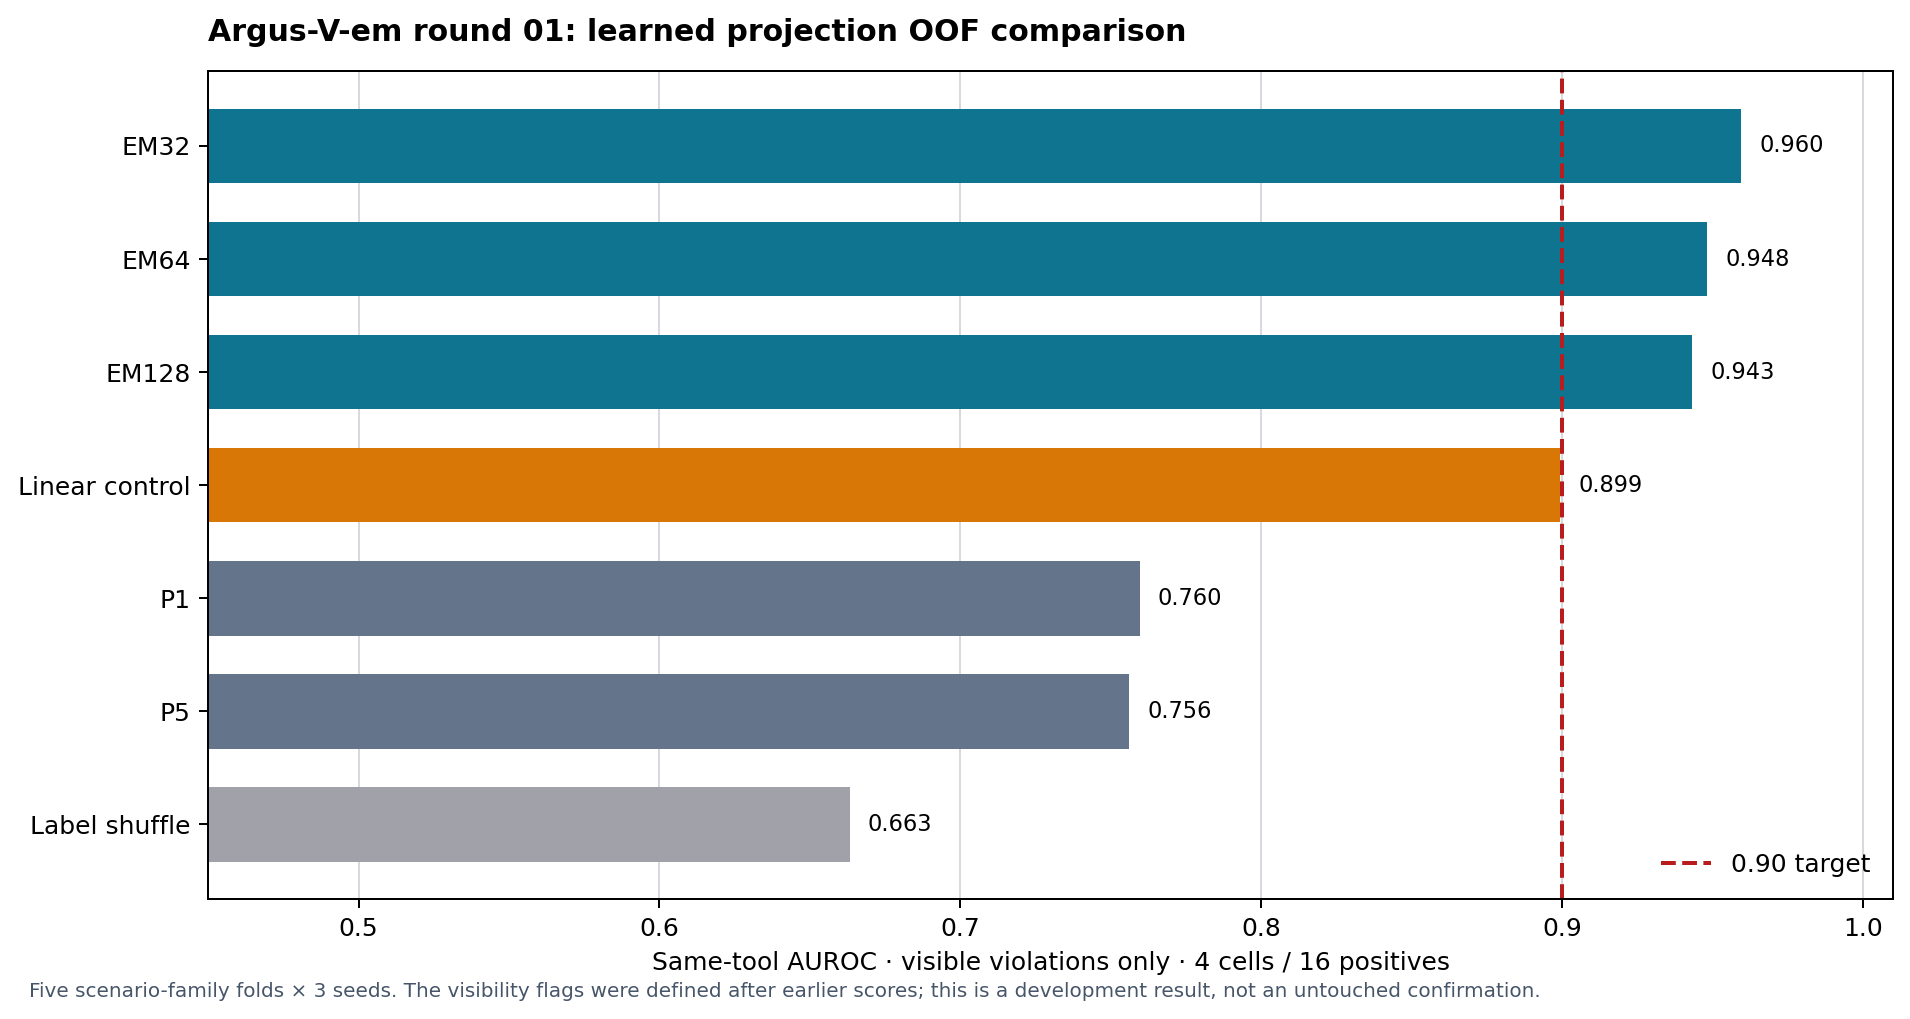 Argus-V-em round 01: learned projection OOF comparison
EM32
0.960
EM64
0.948
EM128
0.943
Linear control
0.899
P1
0.760
P5
0.756
Label shuffle
0.663
0.90 target
0.5 0.6 0.7 0.8 0.9 1.0
Same-tool AUROC · visible violations only · 4 cells / 16 positives
Five scenario-family folds × 3 seeds. The visibility flags were defined after earlier scores; this is a development result, not an untouched confirmation.